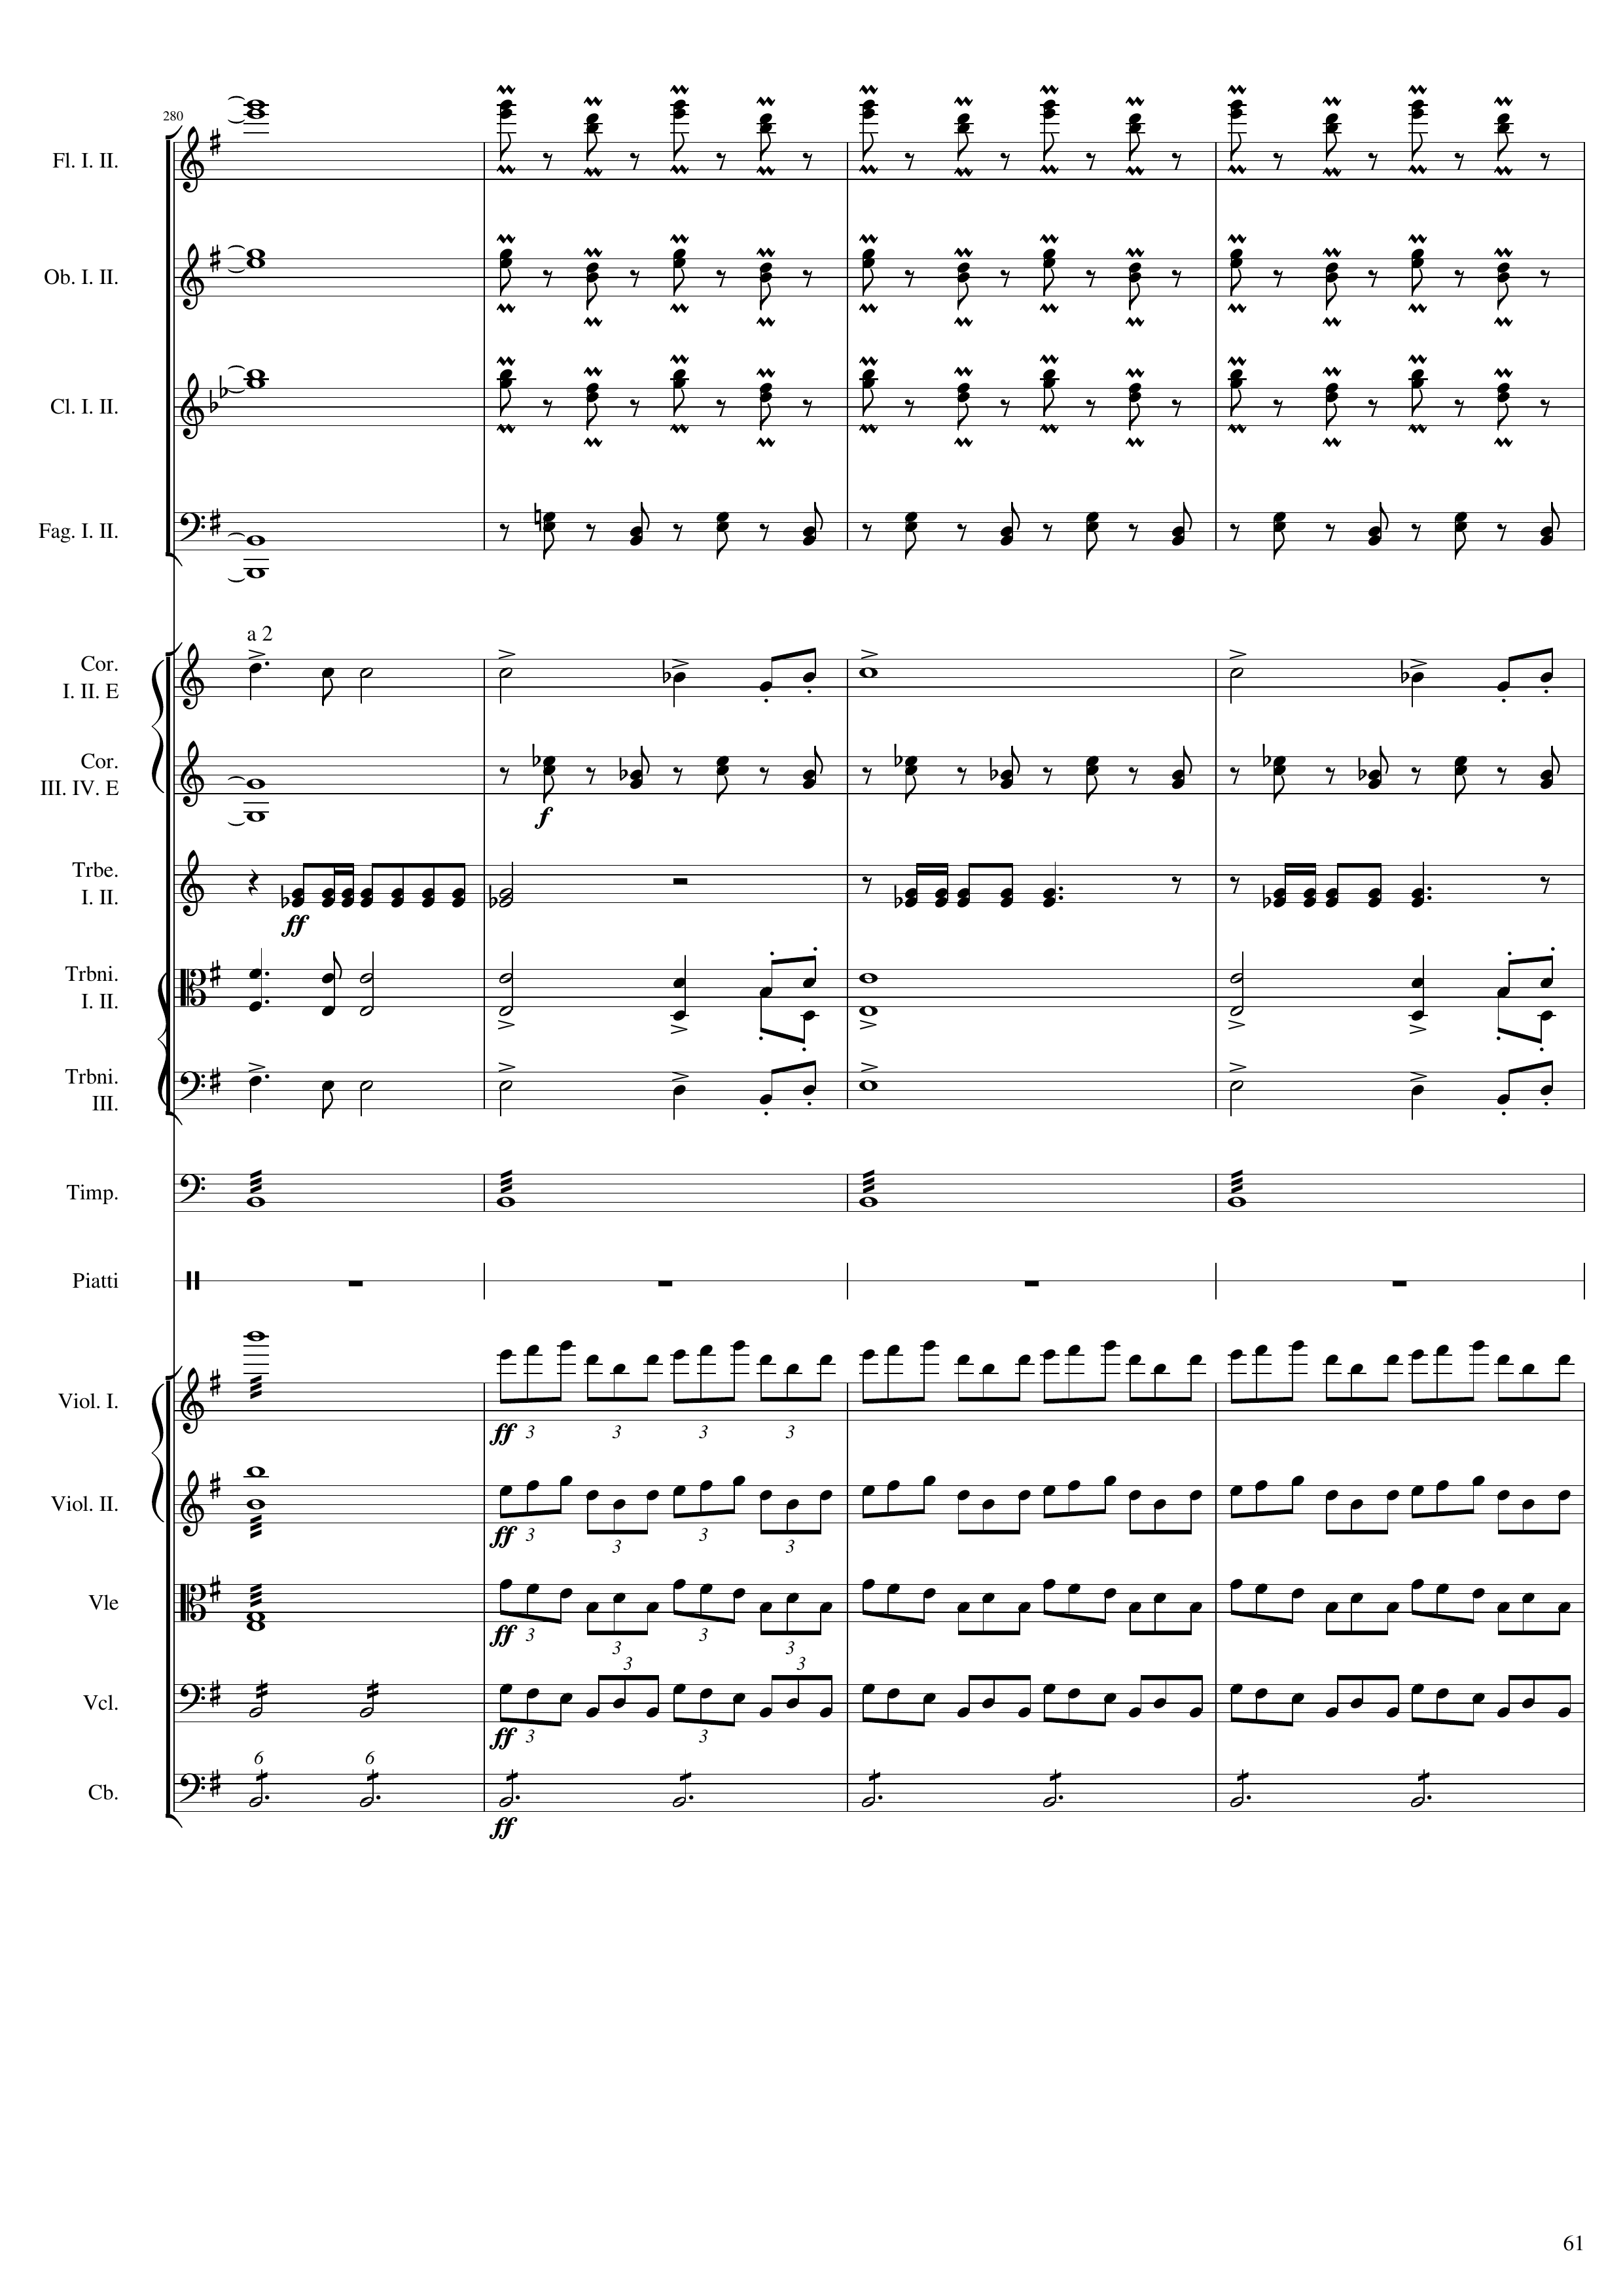 280
Fl. I. II.
Ob. I. II.
Cl. I. II.
Fag. I. II.
a 2
Cor.
I. II. E
Cor.
III. IV. E
f
Trbe.
I. II.
ff
Trbni.
I. II.
Trbni.
III.
Timp.
Piatti
Viol. I.
ff 3 3 3 3
Viol. II.
ff 3 3 3 3
Vle
ff 3 3 3 3
Vcl.
3 3
ff 3 3
6 6
Cb.
ff
61